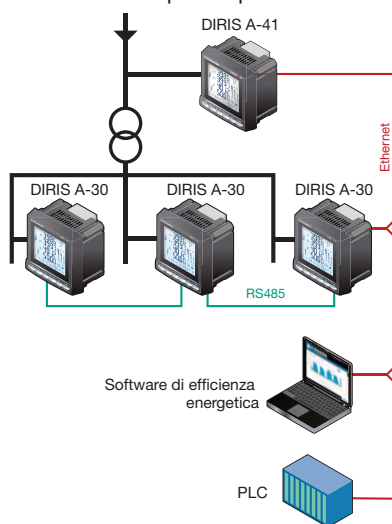 DIRIS A-41
Ethernet
DIRIS A-30 DIRIS A-30 DIRIS A-30
RS485
Software di efficienza
energetica
PLC